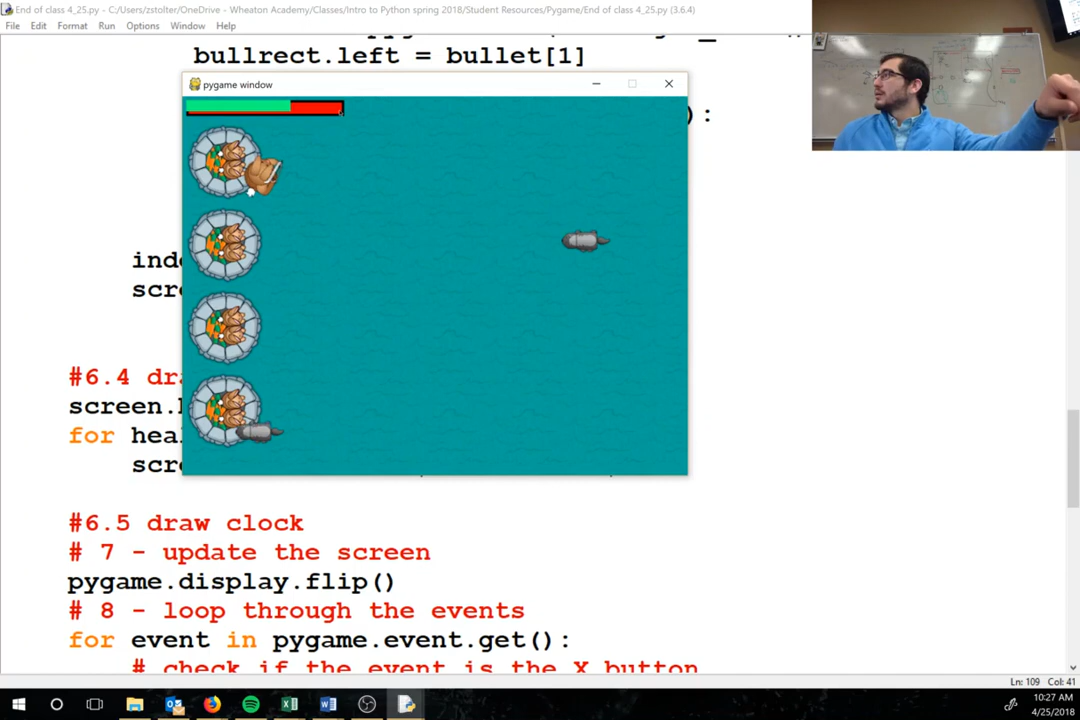 End of class 4_25.py - C:/Users/zstolter/OneDrive - Wheaton Academy/Classes/Intro to Python spring 2018/Student Resources/Pygame/End of class 4_25.py (3.6.4)
File Edit Format Run Options Window Help
bullrect.left = bullet[1]
pygame window
):
ind
scre
#6.4 dr
screen.
for hea
scr
#6.5 draw clock
# 7 - update the screen
pygame.display.flip()
# 8 - loop through the events
for event in pygame.event.get():
# check if the event is the X button
Ln: 109 Col: 41
10:27 AM
4/25/2018